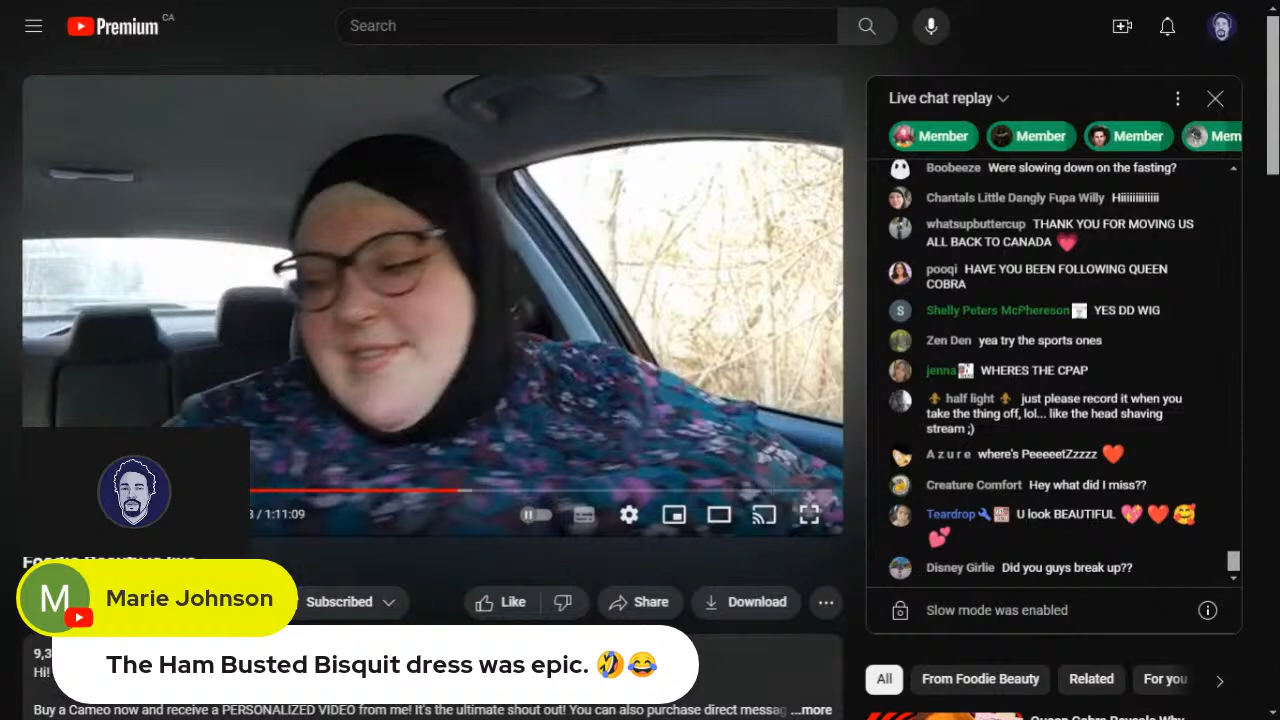 Premium CA
Search
Live chat replay
Member
Member
Member
Mem
Boobeeze Were slowing down on the fasting?
Chantals Little Dangly Fupa Willy Hiiiiiiiiiiiii
whatsupbuttercup THANK YOU FOR MOVING US
ALL BACK TO CANADA 💗
pooqi HAVE YOU BEEN FOLLOWING QUEEN
COBRA
S
Shelly Peters McPhereson YES DD WIG
Zen Den yea try the sports ones
jenna WHERES THE CPAP
⚜ half light ⚜ just please record it when you
take the thing off, lol... like the head shaving
stream ;)
A z u r e where's PeeeeetZzzzz ❤️
Creature Comfort Hey what did I miss??
Teardrop U look BEAUTIFUL 💖❤️🥰
💕
Disney Girlie Did you guys break up??
Slow mode was enabled
/ 1:11:09
Subscribed
Like
Share
Download
M
Marie Johnson
The Ham Busted Bisquit dress was epic. 🤣😂
9,3
Hi!
Buy a Cameo now and receive a PERSONALIZED VIDEO from me! It's the ultimate shout out! You can also purchase direct messag ...more
All
From Foodie Beauty
Related
For you